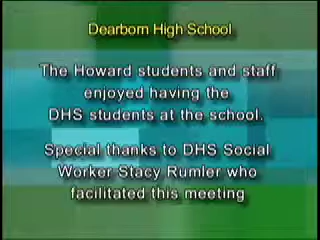 Dearborn High School
The Howard students and staff
enjoyed having the
DHS students at the school.
Special thanks to DHS Social
Worker Stacy Rumler who
facilitated this meeting